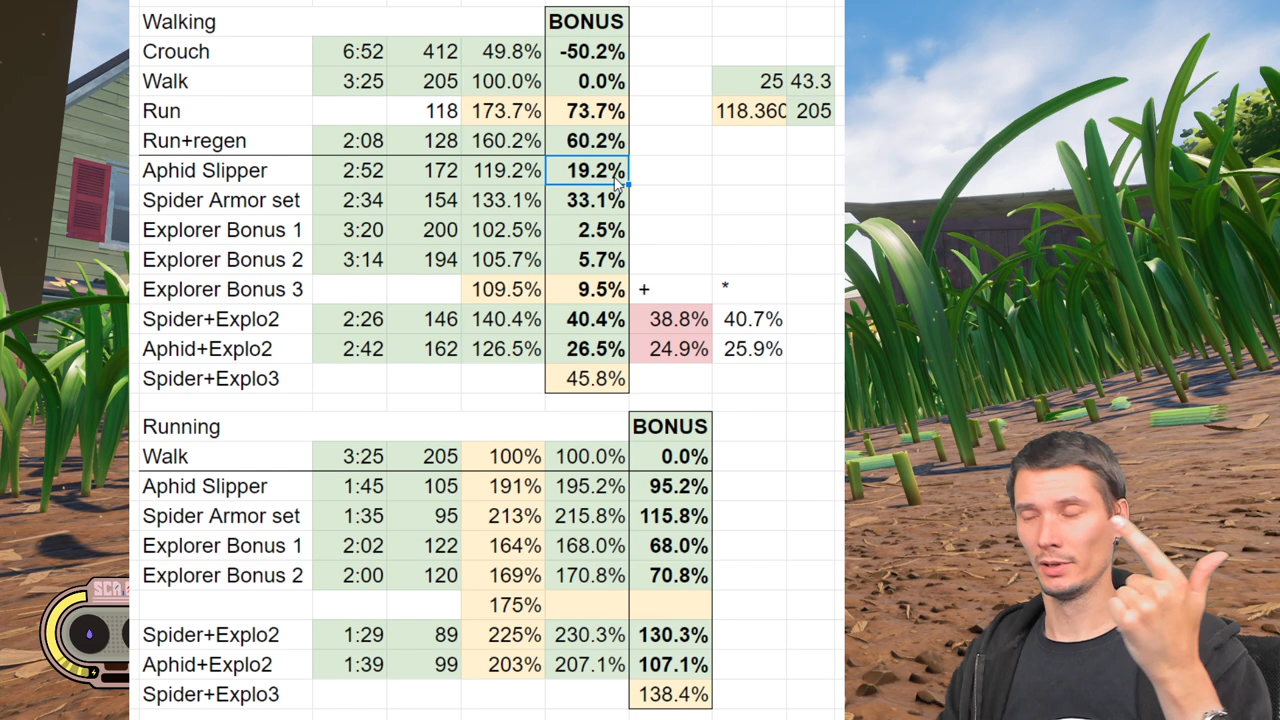 Walking BONUS
Crouch 6:52 412 49.8% -50.2%
Walk 3:25 205 100.0% 0.0% 25 43.3
Run 118 173.7% 73.7% 118.360 205
Run+regen 2:08 128 160.2% 60.2%
Aphid Slipper 2:52 172 119.2% 19.2%
Spider Armor set 2:34 154 133.1% 33.1%
Explorer Bonus 1 3:20 200 102.5% 2.5%
Explorer Bonus 2 3:14 194 105.7% 5.7%
Explorer Bonus 3 109.5% 9.5% + *
Spider+Explo2 2:26 146 140.4% 40.4% 38.8% 40.7%
Aphid+Explo2 2:42 162 126.5% 26.5% 24.9% 25.9%
Spider+Explo3 45.8%
Running BONUS
Walk 3:25 205 100% 100.0% 0.0%
Aphid Slipper 1:45 105 191% 195.2% 95.2%
Spider Armor set 1:35 95 213% 215.8% 115.8%
Explorer Bonus 1 2:02 122 164% 168.0% 68.0%
Explorer Bonus 2 2:00 120 169% 170.8% 70.8%
175%
Spider+Explo2 1:29 89 225% 230.3% 130.3%
Aphid+Explo2 1:39 99 203% 207.1% 107.1%
Spider+Explo3 138.4%